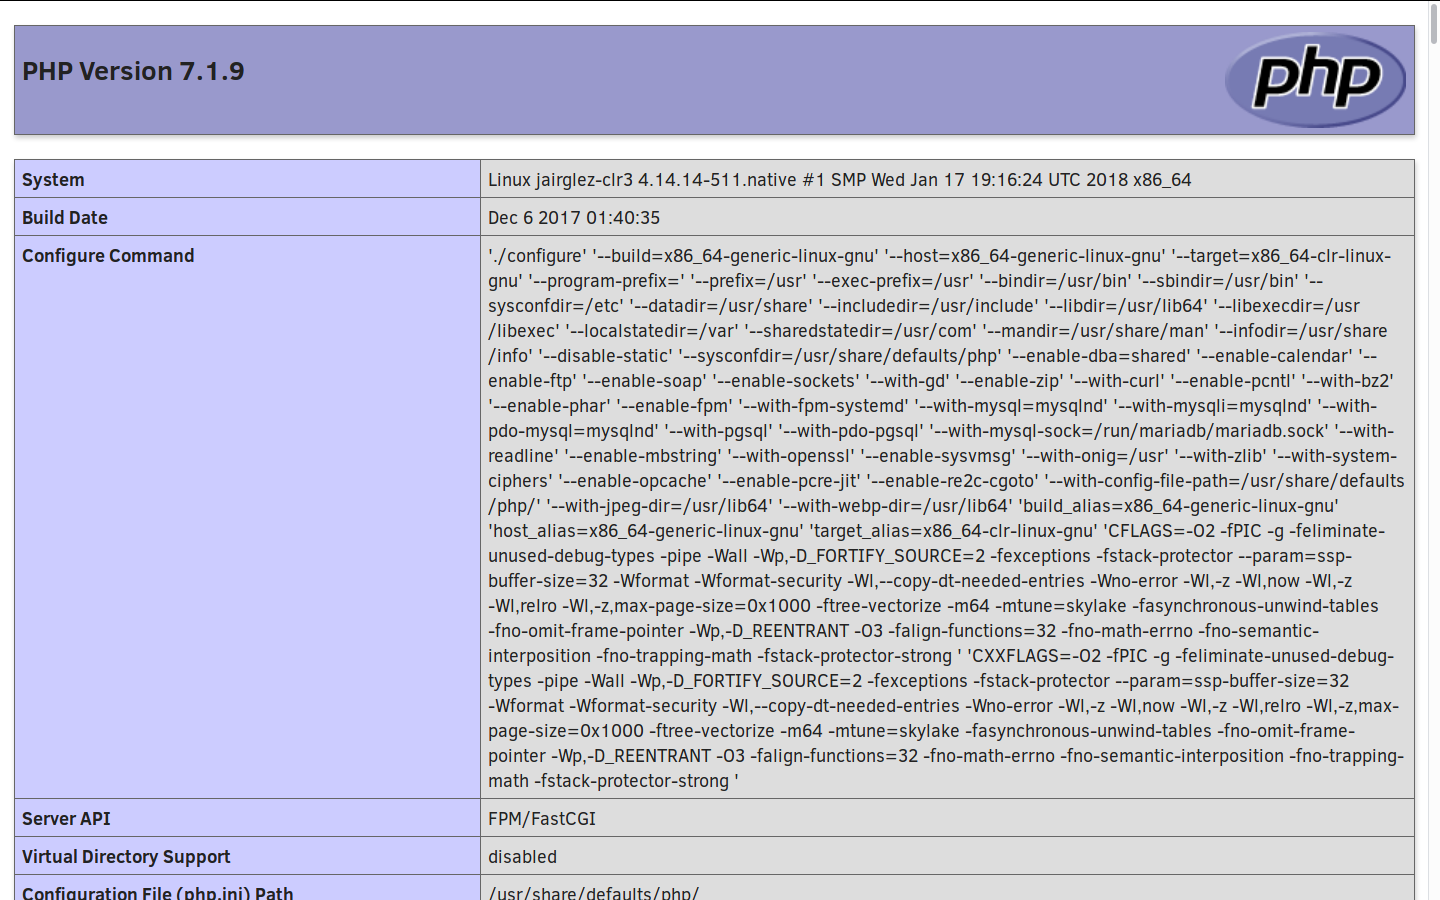 PHP Version 7.1.9
php
System
Linux jairglez-clr3 4.14.14-511.native #1 SMP Wed Jan 17 19:16:24 UTC 2018 x86_64
Build Date
Dec 6 2017 01:40:35
Configure Command
'./configure' '--build=x86_64-generic-linux-gnu' '--host=x86_64-generic-linux-gnu' '--target=x86_64-clr-linux-
gnu' '--program-prefix=' '--prefix=/usr' '--exec-prefix=/usr' '--bindir=/usr/bin' '--sbindir=/usr/bin' '--
sysconfdir=/etc' '--datadir=/usr/share' '--includedir=/usr/include' '--libdir=/usr/lib64' '--libexecdir=/usr
/libexec' '--localstatedir=/var' '--sharedstatedir=/usr/com' '--mandir=/usr/share/man' '--infodir=/usr/share
/info' '--disable-static' '--sysconfdir=/usr/share/defaults/php' '--enable-dba=shared' '--enable-calendar' '--
enable-ftp' '--enable-soap' '--enable-sockets' '--with-gd' '--enable-zip' '--with-curl' '--enable-pcntl' '--with-bz2'
'--enable-phar' '--enable-fpm' '--with-fpm-systemd' '--with-mysql=mysqlnd' '--with-mysqli=mysqlnd' '--with-
pdo-mysql=mysqlnd' '--with-pgsql' '--with-pdo-pgsql' '--with-mysql-sock=/run/mariadb/mariadb.sock' '--with-
readline' '--enable-mbstring' '--with-openssl' '--enable-sysvmsg' '--with-onig=/usr' '--with-zlib' '--with-system-
ciphers' '--enable-opcache' '--enable-pcre-jit' '--enable-re2c-cgoto' '--with-config-file-path=/usr/share/defaults
/php/' '--with-jpeg-dir=/usr/lib64' '--with-webp-dir=/usr/lib64' 'build_alias=x86_64-generic-linux-gnu'
'host_alias=x86_64-generic-linux-gnu' 'target_alias=x86_64-clr-linux-gnu' 'CFLAGS=-O2 -fPIC -g -feliminate-
unused-debug-types -pipe -Wall -Wp,-D_FORTIFY_SOURCE=2 -fexceptions -fstack-protector --param=ssp-
buffer-size=32 -Wformat -Wformat-security -Wl,--copy-dt-needed-entries -Wno-error -Wl,-z -Wl,now -Wl,-z
-Wl,relro -Wl,-z,max-page-size=0x1000 -ftree-vectorize -m64 -mtune=skylake -fasynchronous-unwind-tables
-fno-omit-frame-pointer -Wp,-D_REENTRANT -O3 -falign-functions=32 -fno-math-errno -fno-semantic-
interposition -fno-trapping-math -fstack-protector-strong ' 'CXXFLAGS=-O2 -fPIC -g -feliminate-unused-debug-
types -pipe -Wall -Wp,-D_FORTIFY_SOURCE=2 -fexceptions -fstack-protector --param=ssp-buffer-size=32
-Wformat -Wformat-security -Wl,--copy-dt-needed-entries -Wno-error -Wl,-z -Wl,now -Wl,-z -Wl,relro -Wl,-z,max-
page-size=0x1000 -ftree-vectorize -m64 -mtune=skylake -fasynchronous-unwind-tables -fno-omit-frame-
pointer -Wp,-D_REENTRANT -O3 -falign-functions=32 -fno-math-errno -fno-semantic-interposition -fno-trapping-
math -fstack-protector-strong '
Server API
FPM/FastCGI
Virtual Directory Support
disabled
Configuration File (php.ini) Path
/usr/share/defaults/php/